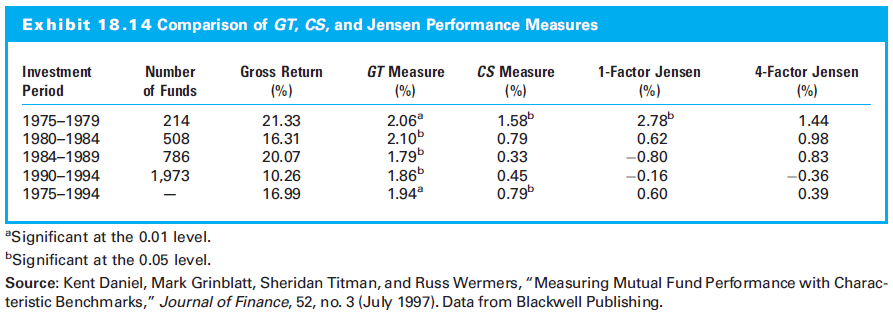 Exhibit 18.14 Comparison of GT, CS, and Jensen Performance Measures
Investment Number Gross Return GT Measure CS Measure 1-Factor Jensen 4-Factor Jensen
Period of Funds (%) (%) (%) (%) (%)
1975–1979 214 21.33 2.06a 1.58b 2.78b 1.44
1980–1984 508 16.31 2.10b 0.79 0.62 0.98
1984–1989 786 20.07 1.79b 0.33 −0.80 0.83
1990–1994 1,973 10.26 1.86b 0.45 −0.16 −0.36
1975–1994 — 16.99 1.94a 0.79b 0.60 0.39
aSignificant at the 0.01 level.
bSignificant at the 0.05 level.
Source: Kent Daniel, Mark Grinblatt, Sheridan Titman, and Russ Wermers, “Measuring Mutual Fund Performance with Charac-
teristic Benchmarks,” Journal of Finance, 52, no. 3 (July 1997). Data from Blackwell Publishing.